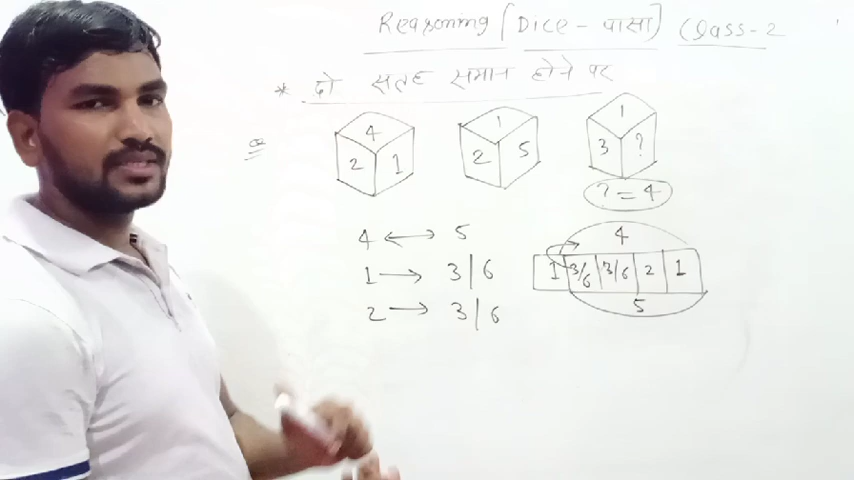 Reasoning [Dice - पासा] Class-2
* दो सतह समान होने पर
Q
4 2 1
1 2 5
1 3 ?
? = 4
4 ↔ 5
1 → 3|6
2 → 3|6
4
1 3/6 3/6 2 1
5